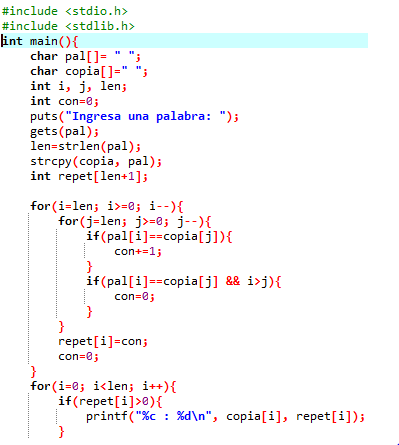 #include <stdio.h>
#include <stdlib.h>
int main(){
    char pal[]= " ";
    char copia[]=" ";
    int i, j, len;
    int con=0;
    puts("Ingresa una palabra: ");
    gets(pal);
    len=strlen(pal);
    strcpy(copia, pal);
    int repet[len+1];

    for(i=len; i>=0; i--){
        for(j=len; j>=0; j--){
            if(pal[i]==copia[j]){
                con+=1;
            }
            if(pal[i]==copia[j] && i>j){
                con=0;
            }
        }
        repet[i]=con;
        con=0;
    }
    for(i=0; i<len; i++){
        if(repet[i]>0){
            printf("%c : %d\n", copia[i], repet[i]);
        }